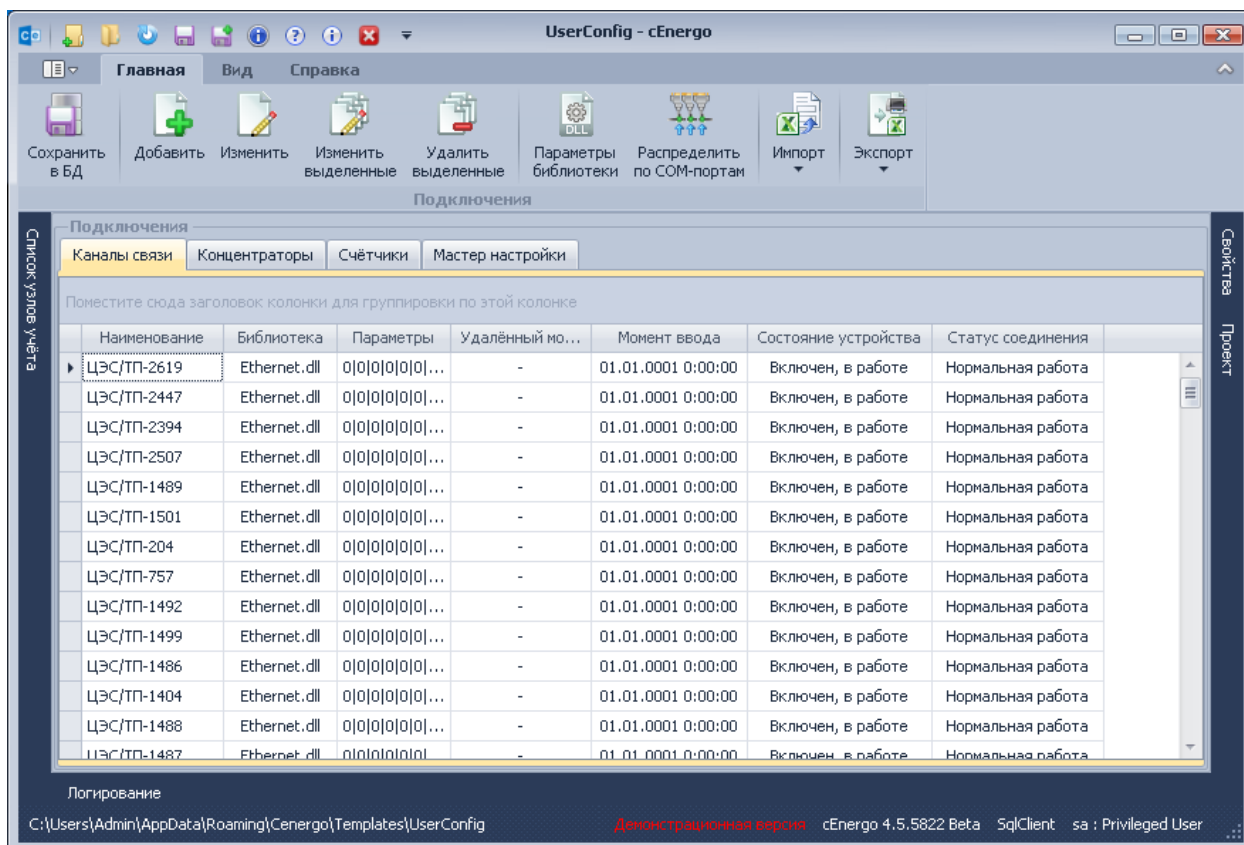 UserConfig - cEnergo
Главная Вид Справка
Сохранить в БД Добавить Изменить Изменить выделенные Удалить выделенные DLL Параметры библиотеки Распределить по COM-портам Импорт Экспорт
Подключения
Список узлов учёта
Подключения
Каналы связи Концентраторы Счётчики Мастер настройки
Поместите сюда заголовок колонки для группировки по этой колонке
Наименование Библиотека Параметры Удалённый мо... Момент ввода Состояние устройства Статус соединения
ЦЭС/ТП-2619 Ethernet.dll 0|0|0|0|0|... - 01.01.0001 0:00:00 Включен, в работе Нормальная работа
ЦЭС/ТП-2447 Ethernet.dll 0|0|0|0|0|... - 01.01.0001 0:00:00 Включен, в работе Нормальная работа
ЦЭС/ТП-2394 Ethernet.dll 0|0|0|0|0|... - 01.01.0001 0:00:00 Включен, в работе Нормальная работа
ЦЭС/ТП-2507 Ethernet.dll 0|0|0|0|0|... - 01.01.0001 0:00:00 Включен, в работе Нормальная работа
ЦЭС/ТП-1489 Ethernet.dll 0|0|0|0|0|... - 01.01.0001 0:00:00 Включен, в работе Нормальная работа
ЦЭС/ТП-1501 Ethernet.dll 0|0|0|0|0|... - 01.01.0001 0:00:00 Включен, в работе Нормальная работа
ЦЭС/ТП-204 Ethernet.dll 0|0|0|0|0|... - 01.01.0001 0:00:00 Включен, в работе Нормальная работа
ЦЭС/ТП-757 Ethernet.dll 0|0|0|0|0|... - 01.01.0001 0:00:00 Включен, в работе Нормальная работа
ЦЭС/ТП-1492 Ethernet.dll 0|0|0|0|0|... - 01.01.0001 0:00:00 Включен, в работе Нормальная работа
ЦЭС/ТП-1499 Ethernet.dll 0|0|0|0|0|... - 01.01.0001 0:00:00 Включен, в работе Нормальная работа
ЦЭС/ТП-1486 Ethernet.dll 0|0|0|0|0|... - 01.01.0001 0:00:00 Включен, в работе Нормальная работа
ЦЭС/ТП-1404 Ethernet.dll 0|0|0|0|0|... - 01.01.0001 0:00:00 Включен, в работе Нормальная работа
ЦЭС/ТП-1488 Ethernet.dll 0|0|0|0|0|... - 01.01.0001 0:00:00 Включен, в работе Нормальная работа
ЦЭС/ТП-1487 Ethernet.dll 0|0|0|0|0| - 01.01.0001 0:00:00 Включен, в работе Нормальная работа
Свойства
Проект
Логирование
C:\Users\Admin\AppData\Roaming\Cenergo\Templates\UserConfig Демонстрационная версия cEnergo 4.5.5822 Beta SqlClient sa : Privileged User